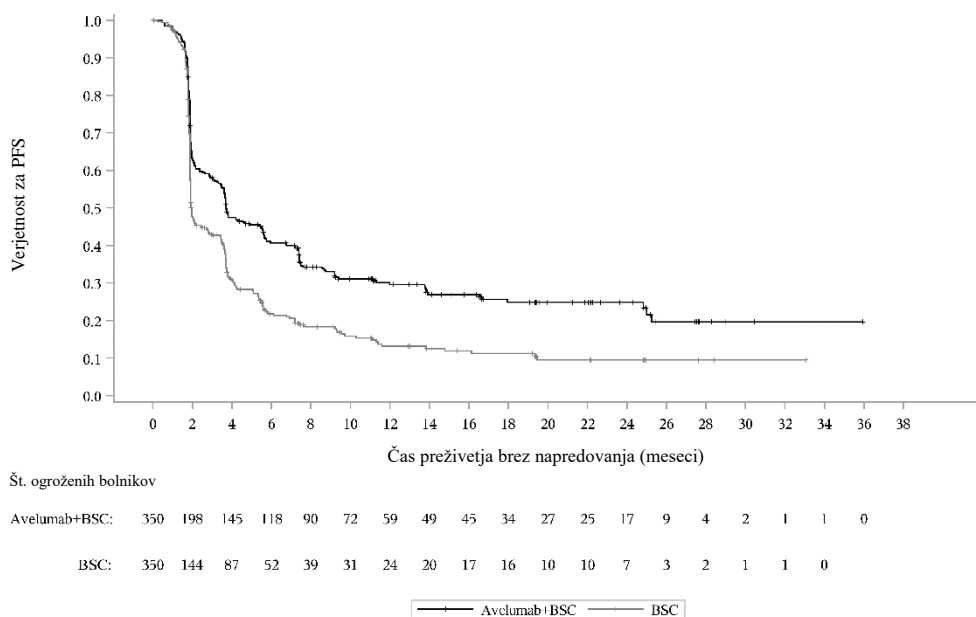 1.0
0.9
0.8
0.7
0.6
0.5
0.4
0.3
0.2
0.1
0.0
Verjetnost za PFS
0 2 4 6 8 10 12 14 16 18 20 22 24 26 28 30 32 34 36 38
Čas preživetja brez napredovanja (meseci)
Št. ogroženih bolnikov
Avelumab+BSC: 350 198 145 118 90 72 59 49 45 34 27 25 17 9 4 2 1 1 0
BSC: 350 144 87 52 39 31 24 20 17 16 10 10 7 3 2 1 1 0
Avelumab+BSC BSC